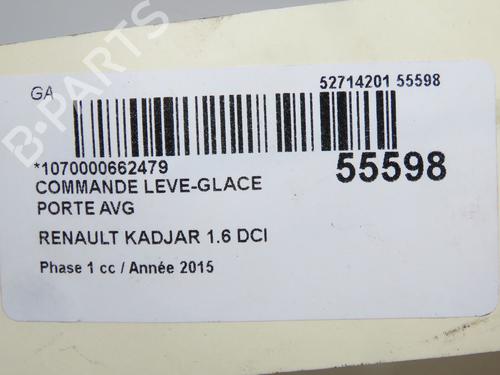 GA
52714201 55598
*1070000662479
55598
COMMANDE LEVE-GLACE
PORTE AVG
RENAULT KADJAR 1.6 DCI
Phase 1 cc / Année 2015
B-PARTS